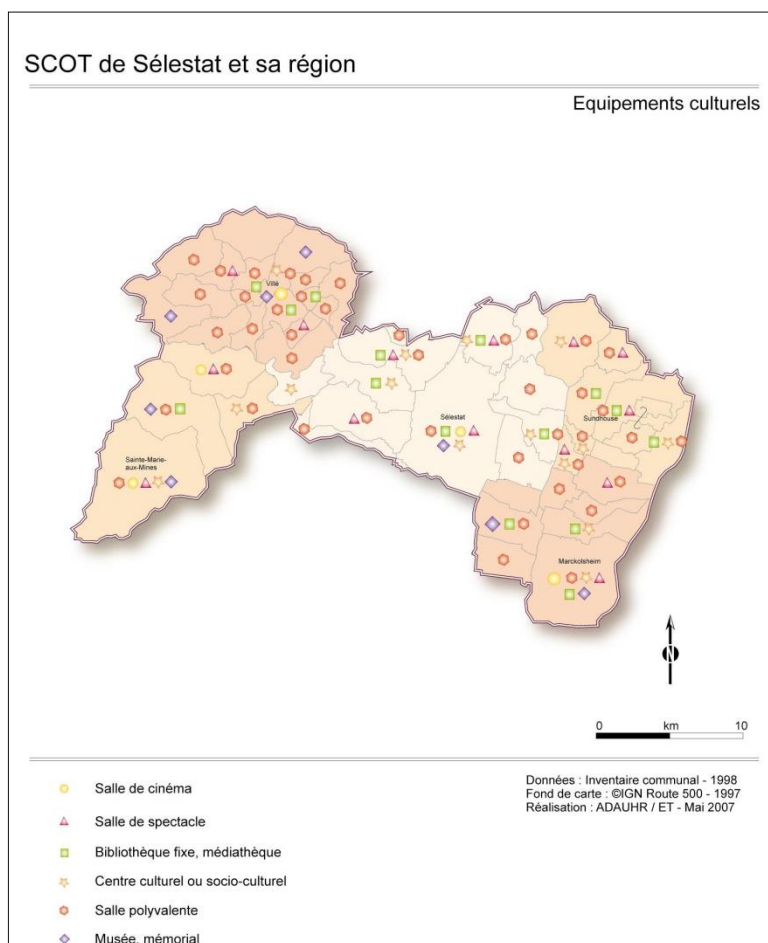 SCOT de Sélestat et sa région
Equipements culturels
Villé
Sélestat
Sundhouse
Sainte-Marie-
aux-Mines
Marckolsheim
N
0 km 10
Données : Inventaire communal - 1998
Fond de carte : ©IGN Route 500 - 1997
Réalisation : ADAUHR / ET - Mai 2007
Salle de cinéma
Salle de spectacle
Bibliothèque fixe, médiathèque
Centre culturel ou socio-culturel
Salle polyvalente
Musée, mémorial